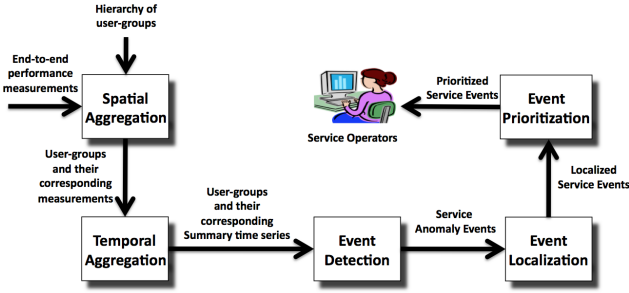 Hierarchy of
user-groups
End-to-end
performance
measurements
Spatial
Aggregation
User-groups
and their
corresponding
measurements
Temporal
Aggregation
User-groups
and their
corresponding
Summary time series
Event
Detection
Service
Anomaly Events
Event
Localization
Localized
Service Events
Event
Prioritization
Prioritized
Service Events
Service Operators